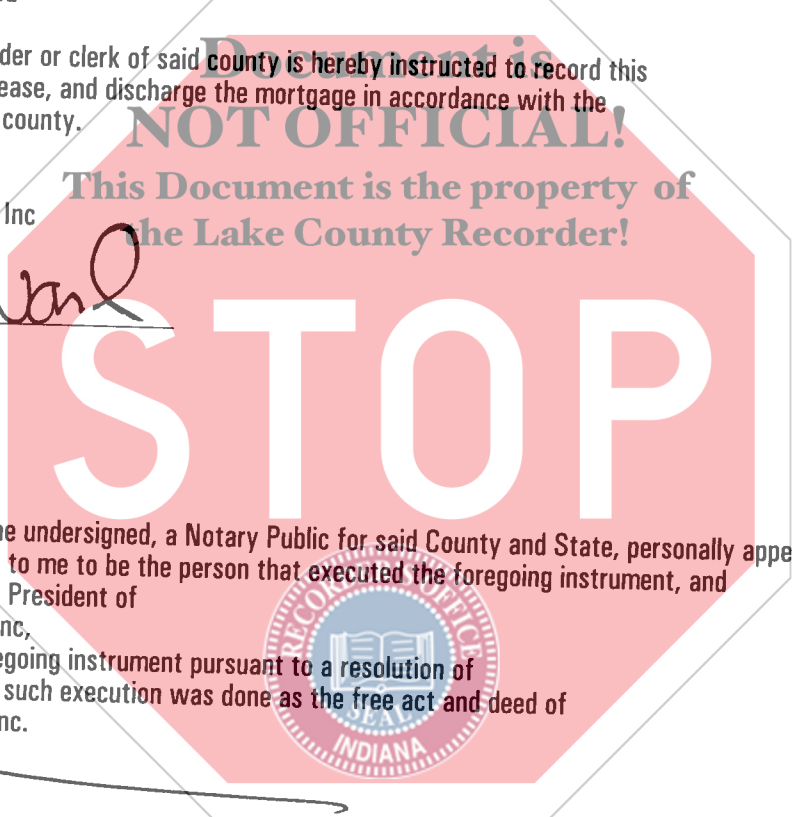 der or clerk of said county is hereby instructed to record this
Document is
ease, and discharge the mortgage in accordance with the
county.
NOT OFFICIAL!
This Document is the property of
Inc
the Lake County Recorder!
STOP
e undersigned, a Notary Public for said County and State, personally appe
to me to be the person that executed the foregoing instrument, and
President of
nc,
egoing instrument pursuant to a resolution of
such execution was done as the free act and deed of
nc.
RECORDER'S OFFICE
SEAL
INDIANA